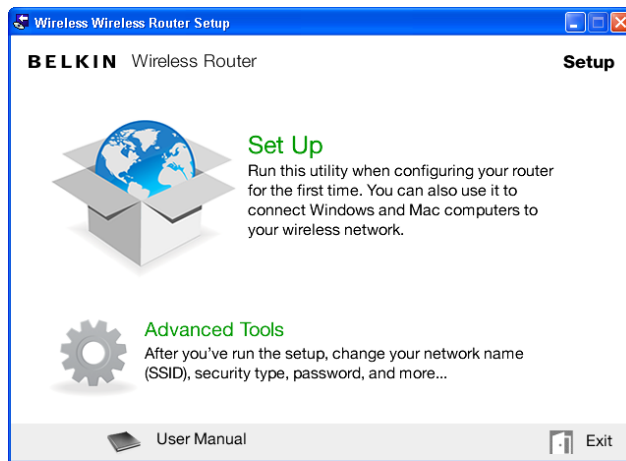 Wireless Wireless Router Setup
BELKIN Wireless Router
Setup
Set Up
Run this utility when configuring your router
for the first time. You can also use it to
connect Windows and Mac computers to
your wireless network.
Advanced Tools
After you've run the setup, change your network name
(SSID), security type, password, and more...
User Manual
Exit